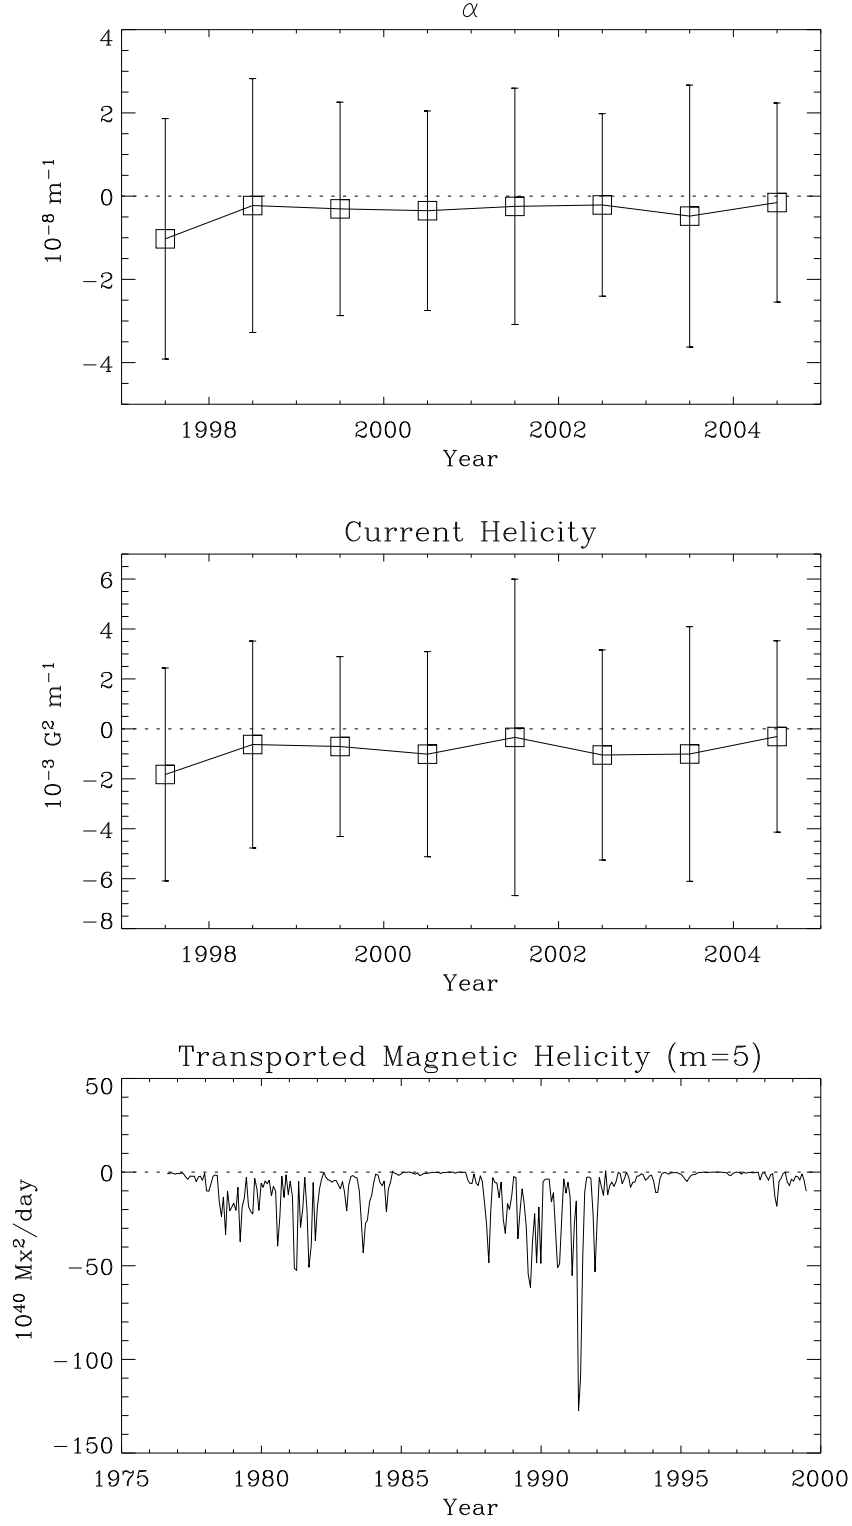 α
4
2
0
−2
−4
10⁻⁸ m⁻¹
1998 2000 2002 2004
Year
Current Helicity
6
4
2
0
−2
−4
−6
−8
10⁻³ G² m⁻¹
1998 2000 2002 2004
Year
Transported Magnetic Helicity (m=5)
50
0
−50
−100
−150
10⁴⁰ Mx²/day
1975 1980 1985 1990 1995 2000
Year